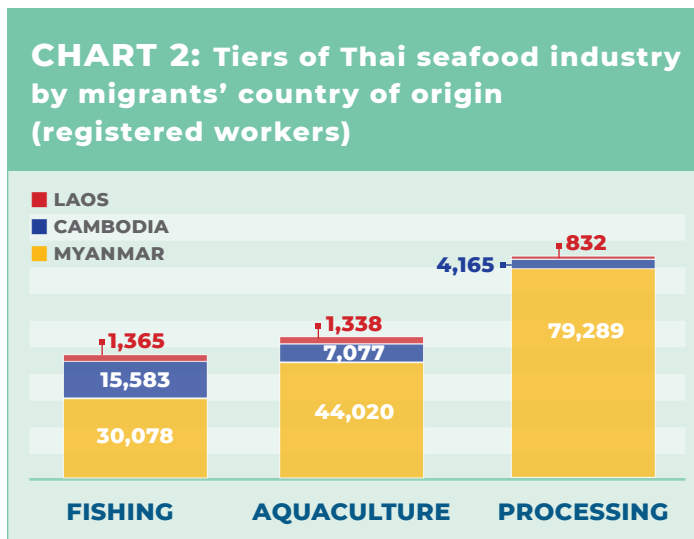 CHART 2: Tiers of Thai seafood industry
by migrants' country of origin
(registered workers)
LAOS
CAMBODIA
MYANMAR
1,365
15,583
30,078
1,338
7,077
44,020
832
4,165
79,289
FISHING
AQUACULTURE
PROCESSING